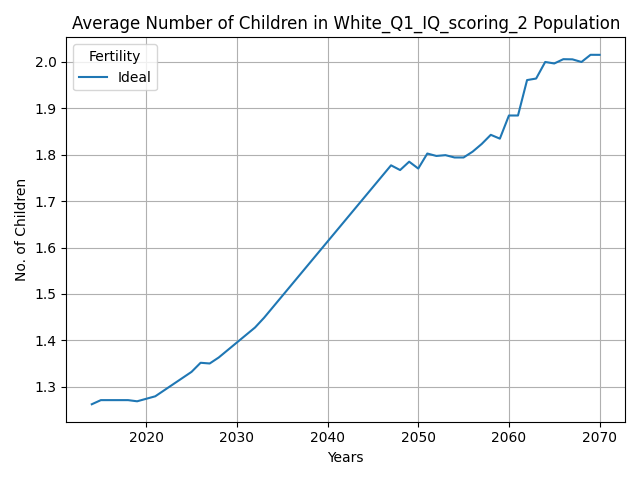 Average Number of Children in White_Q1_IQ_scoring_2 Population
Fertility
Ideal
No. of Children
2.0
1.9
1.8
1.7
1.6
1.5
1.4
1.3
2020 2030 2040 2050 2060 2070
Years